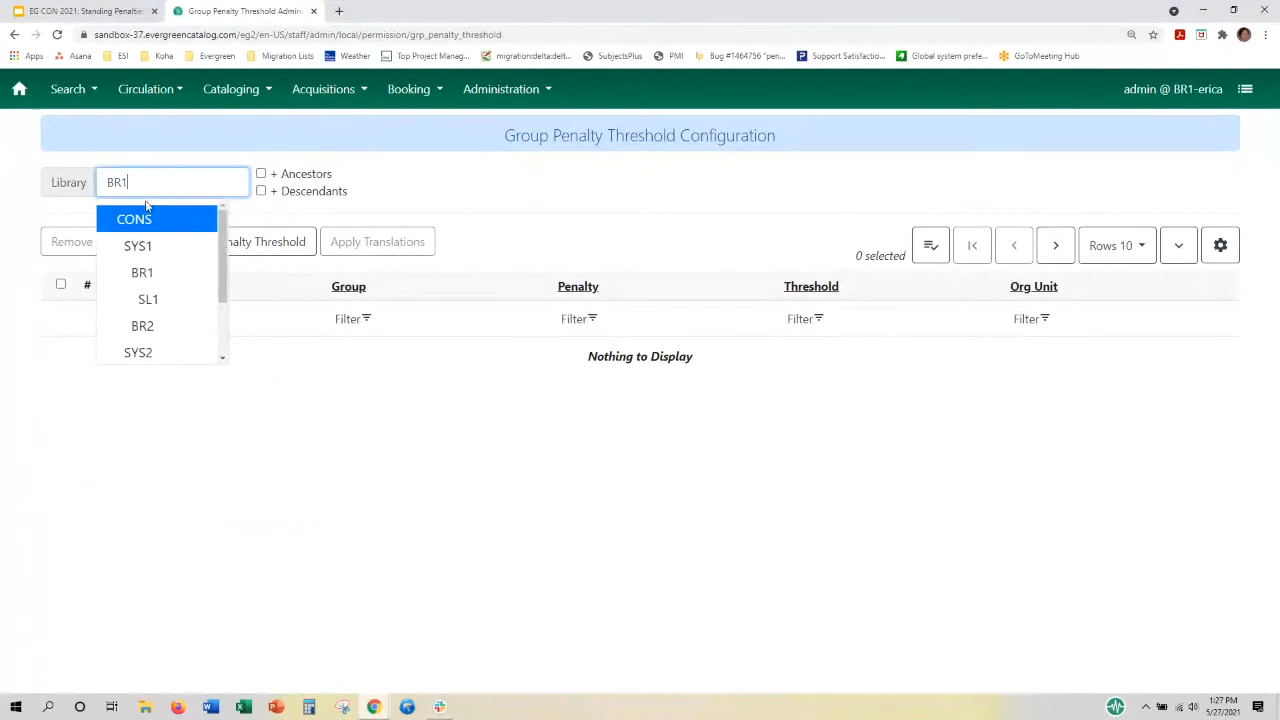 EG CON 2021: Standing Penaltie
Group Penalty Threshold Admin
sandbox-37.evergreencatalog.com/eg2/en-US/staff/admin/local/permission/grp_penalty_threshold
Apps
Asana
ESI
Koha
Evergreen
Migration Lists
Weather
Top Project Manag...
migration:delta:delt...
SubjectsPlus
PMI
Bug #1464756 "pen...
Support Satisfactio...
Global system prefe...
GoToMeeting Hub
Search
Circulation
Cataloging
Acquisitions
Booking
Administration
admin @ BR1-erica
Group Penalty Threshold Configuration
Library
BR1
+ Ancestors
+ Descendants
CONS
SYS1
BR1
SL1
BR2
SYS2
Remove
nalty Threshold
Apply Translations
0 selected
Rows 10
#
Group
Penalty
Threshold
Org Unit
Filter
Filter
Filter
Filter
Nothing to Display
1:27 PM
5/27/2021